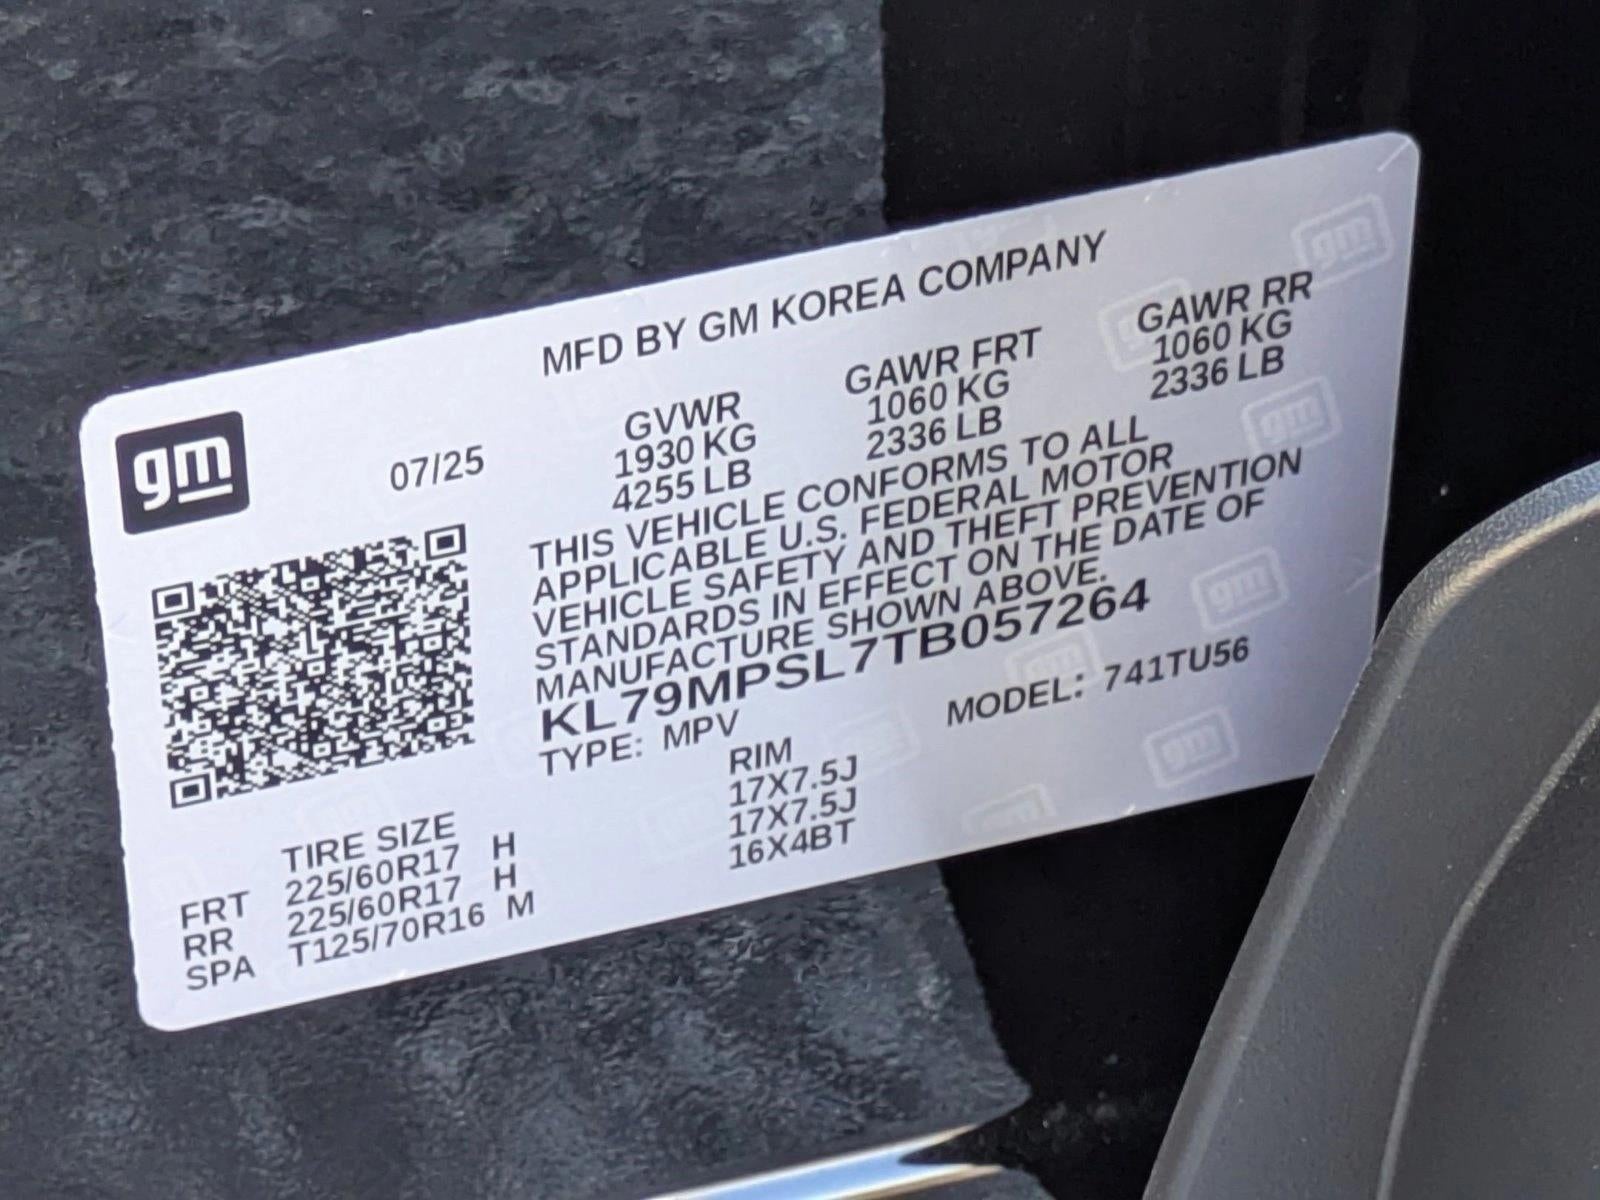 MFD BY GM KOREA COMPANY
gm
07/25
GVWR GAWR FRT GAWR RR
1930 KG 1060 KG 1060 KG
4255 LB 2336 LB 2336 LB
THIS VEHICLE CONFORMS TO ALL
APPLICABLE U.S. FEDERAL MOTOR
VEHICLE SAFETY AND THEFT PREVENTION
STANDARDS IN EFFECT ON THE DATE OF
MANUFACTURE SHOWN ABOVE.
KL79MPSL7TB057264
TYPE: MPV MODEL: 741TU56
TIRE SIZE RIM
FRT 225/60R17 H 17X7.5J
RR 225/60R17 H 17X7.5J
SPA T125/70R16 M 16X4BT